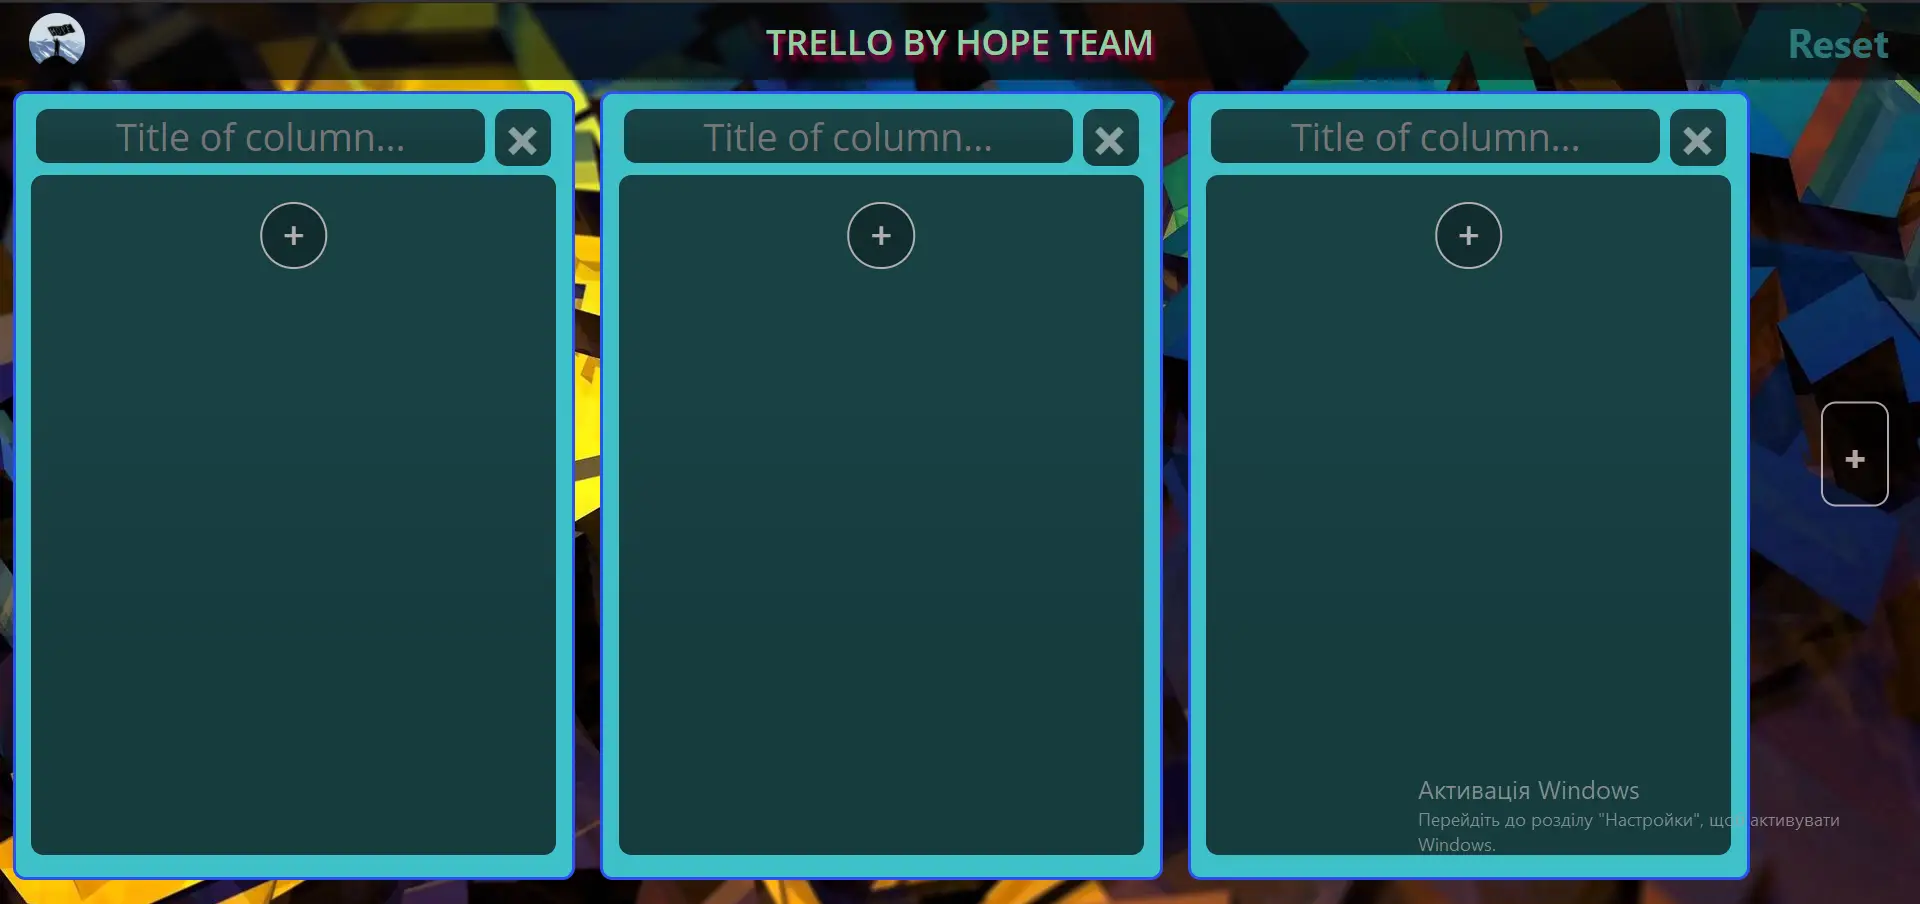 TRELLO BY HOPE TEAM
Reset
Title of column...
Title of column...
Title of column...
+
+
+
+
Активація Windows
Перейдіть до розділу "Настройки", щоб активувати
Windows.